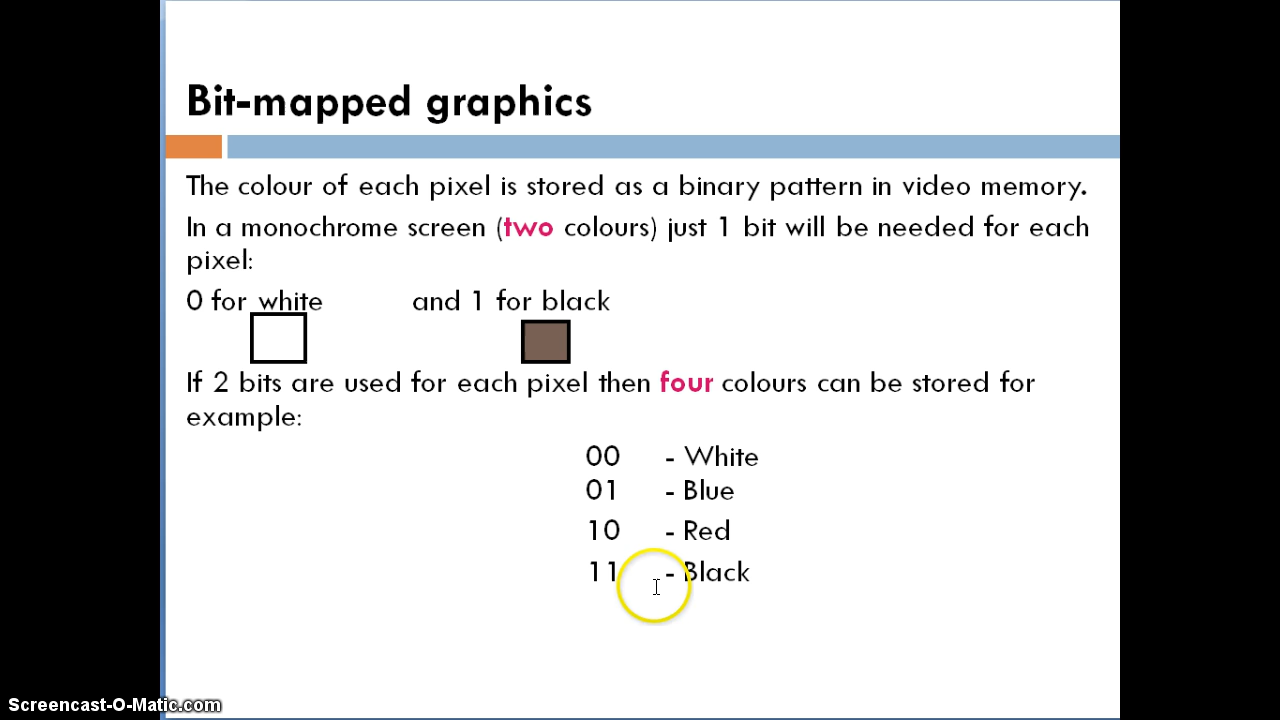 Bit-mapped graphics
The colour of each pixel is stored as a binary pattern in video memory.
In a monochrome screen (two colours) just 1 bit will be needed for each
pixel:
0 for white and 1 for black
If 2 bits are used for each pixel then four colours can be stored for
example:
00 - White
01 - Blue
10 - Red
11 - Black
Screencast-O-Matic.com